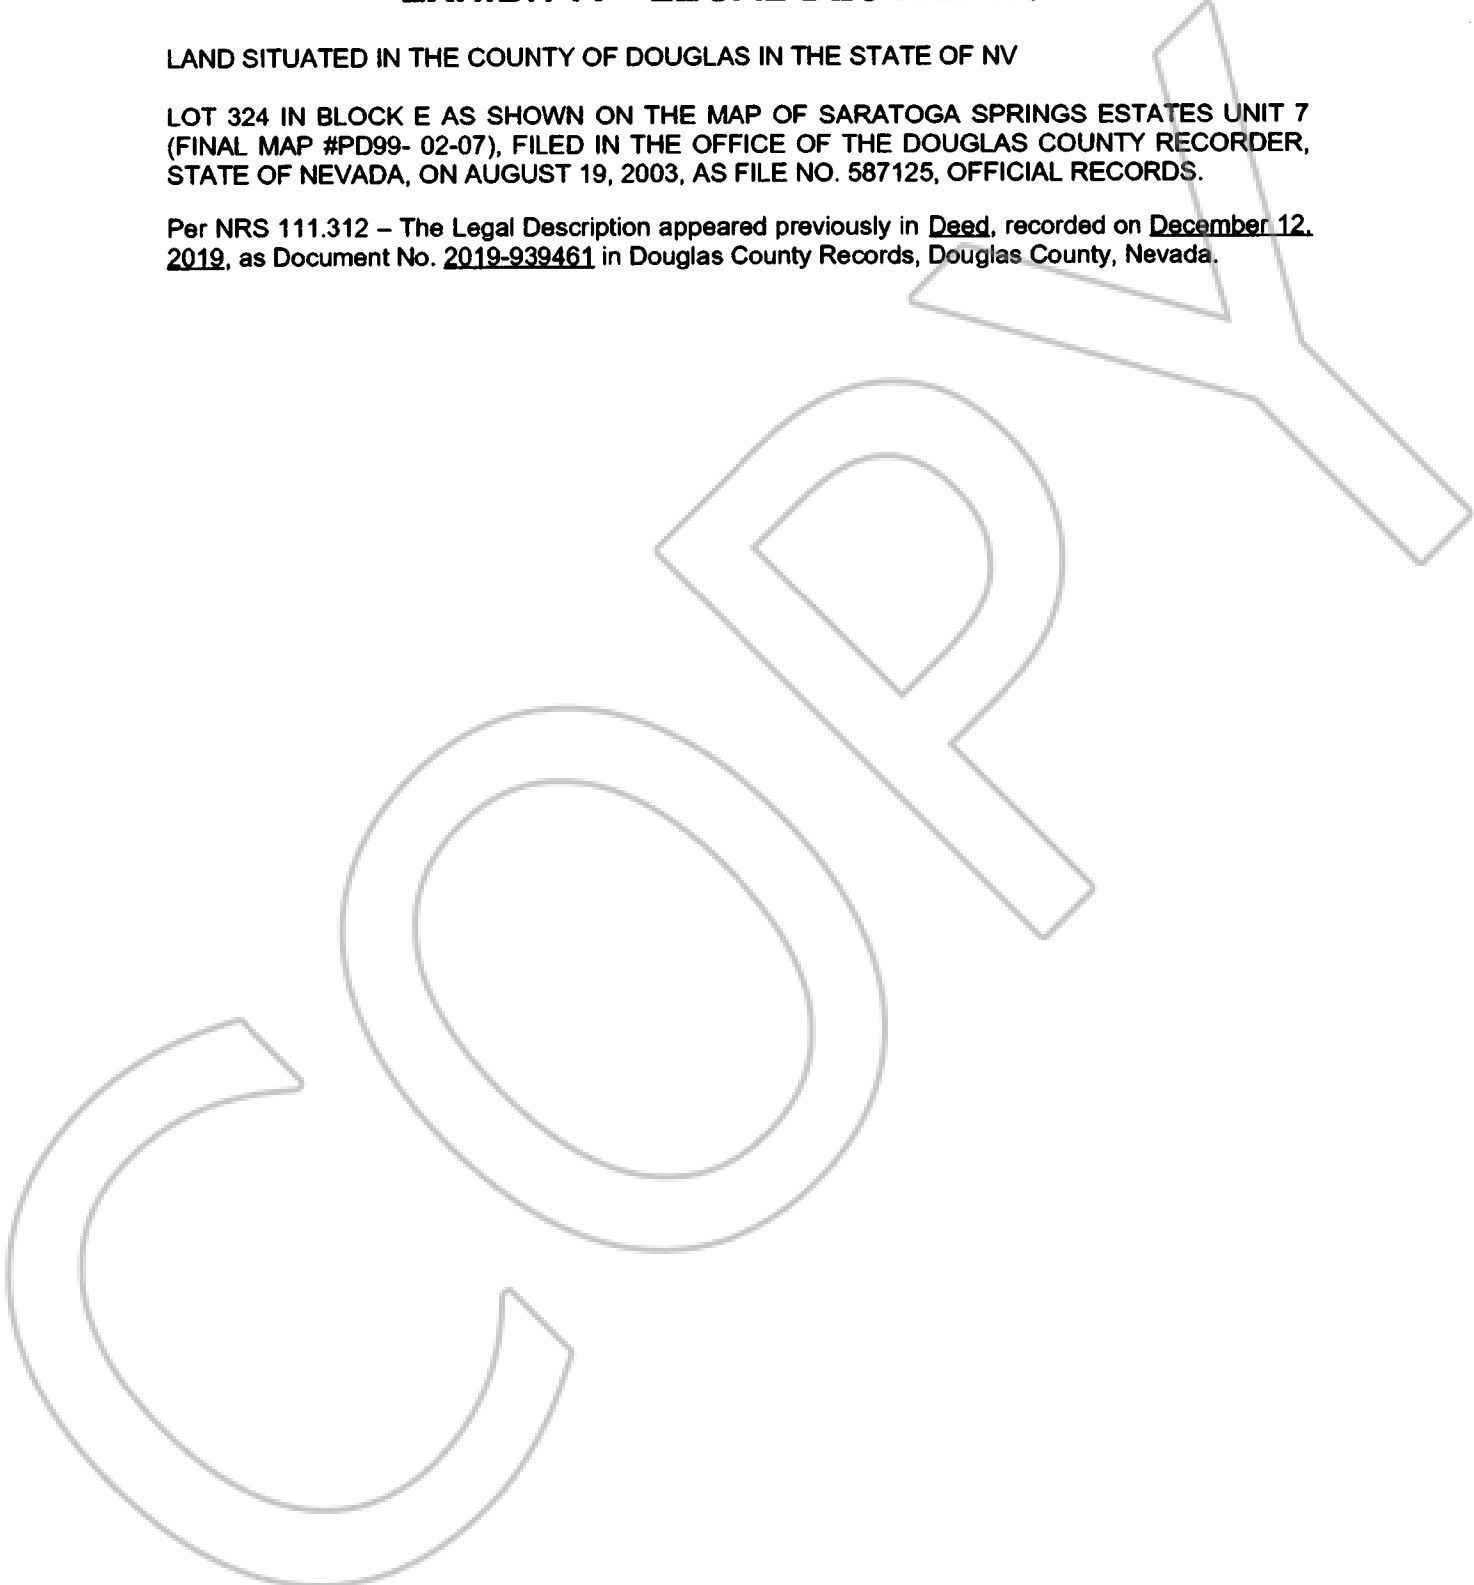 LAND SITUATED IN THE COUNTY OF DOUGLAS IN THE STATE OF NV
LOT 324 IN BLOCK E AS SHOWN ON THE MAP OF SARATOGA SPRINGS ESTATES UNIT 7
(FINAL MAP #PD99- 02-07), FILED IN THE OFFICE OF THE DOUGLAS COUNTY RECORDER,
STATE OF NEVADA, ON AUGUST 19, 2003, AS FILE NO. 587125, OFFICIAL RECORDS.
Per NRS 111.312 – The Legal Description appeared previously in Deed, recorded on December 12,
2019, as Document No. 2019-939461 in Douglas County Records, Douglas County, Nevada.
COPY